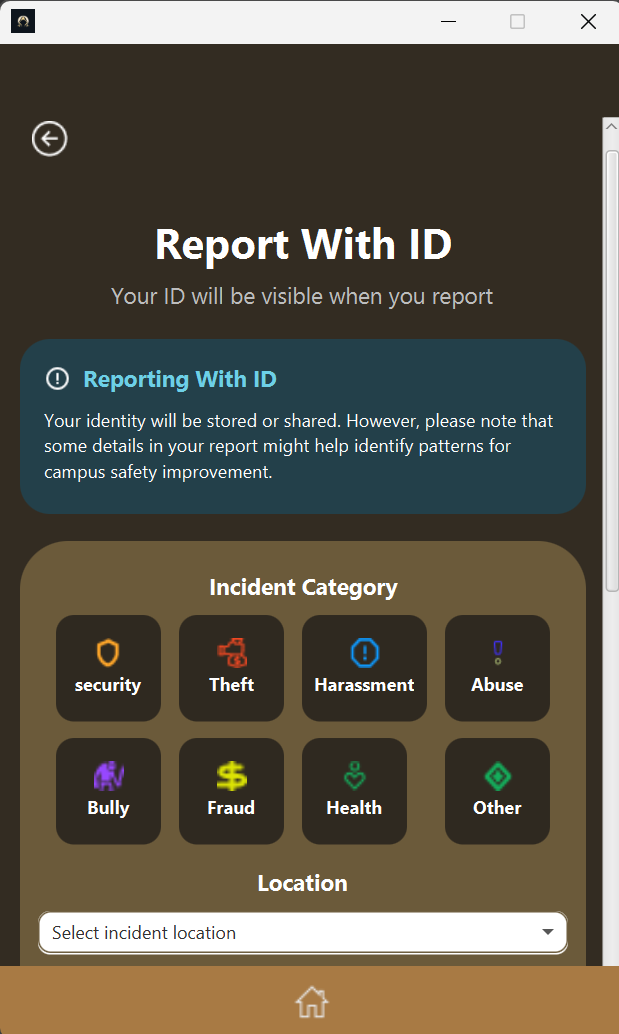 Report With ID
Your ID will be visible when you report
Reporting With ID
Your identity will be stored or shared. However, please note that
some details in your report might help identify patterns for
campus safety improvement.
Incident Category
security
Theft
Harassment
Abuse
Bully
Fraud
Health
Other
Location
Select incident location